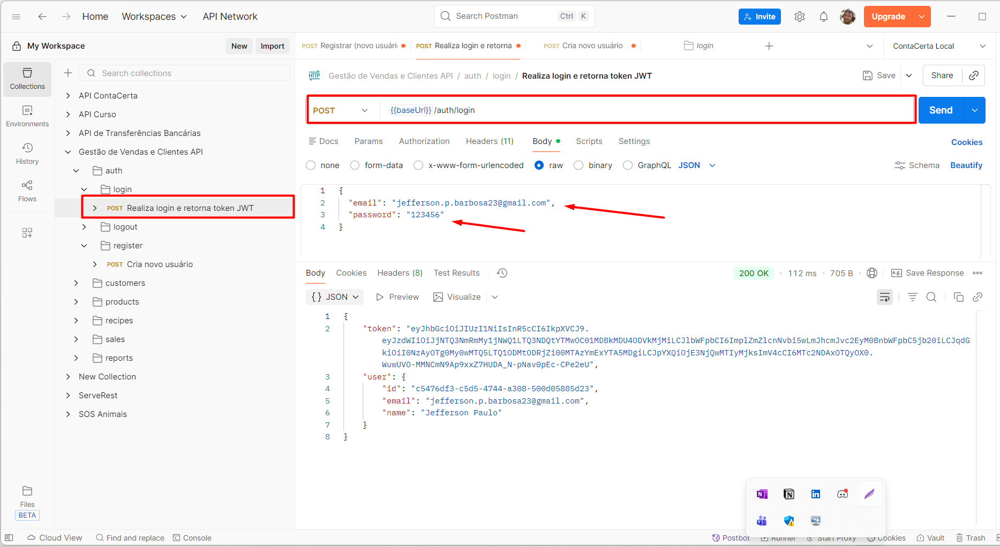 Home
Workspaces
API Network
Search Postman
Ctrl K
Invite
Upgrade
My Workspace
New
Import
POST Registrar (novo usuári
POST Realiza login e retorna
POST Cria novo usuário
login
ContaCerta Local
Collections
Environments
History
Flows
Search collections
API ContaCerta
API Curso
API de Transferências Bancárias
Gestão de Vendas e Clientes API
auth
login
POST Realiza login e retorna token JWT
logout
register
POST Cria novo usuário
customers
products
recipes
sales
reports
New Collection
ServeRest
SOS Animais
Files
BETA
HTTP Gestão de Vendas e Clientes API / auth / login / Realiza login e retorna token JWT
Save
Share
POST {{baseUrl}} /auth/login
Send
Docs Params Authorization Headers (11) Body Scripts Settings
Cookies
none form-data x-www-form-urlencoded raw binary GraphQL JSON
Schema Beautify
1 {
2 "email": "jefferson.p.barbosa23@gmail.com",
3 "password": "123456"
4 }
Body Cookies Headers (8) Test Results
200 OK • 112 ms • 705 B
e.g. Save Response
{} JSON Preview Visualize
1 {
2 "token": "eyJhbGciOiJIUzI1NiIsInR5cCI6IkpXVCJ9.
eyJzdWIiOiJjNTQ3NmRmMy1jNWQ1LTQ3NDQtYTMwOC01MDBkMDU4ODVkMjMiLCJlbWFpbCI6ImplZmZlcnNvbi5wLmJhcmJvc2EyM0BnbWFpbC5jb20iLCJqdG
kiOiI0NzAyOTg0My0wMTQ5LTQ1ODMtODRjZi00MTAzYmExYTA5MDgiLCJpYXQiOjE3NjQwMTIyMjksImV4cCI6MTc2NDAxOTQyOX0.
WuwUVO-MMNCmN9Ap9xxZ7HUDA_N-pNav0pEc-CPe2eU",
3 "user": {
4 "id": "c5476df3-c5d5-4744-a308-500d05885d23",
5 "email": "jefferson.p.barbosa23@gmail.com",
6 "name": "Jefferson Paulo"
7 }
8 }
Cloud View
Find and replace
Console
Postbot
Runner
Start Proxy
Cookies
Vault
Trash